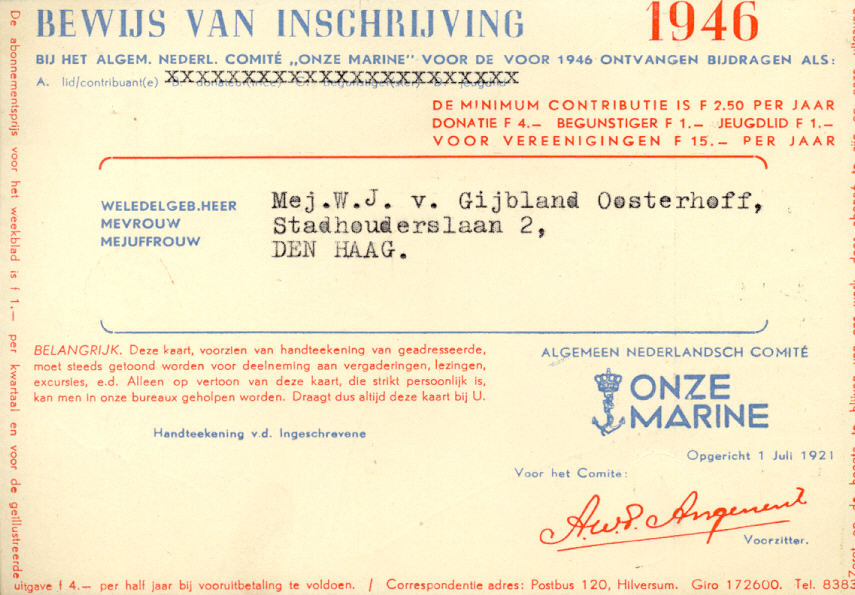 BEWIJS VAN INSCHRIJVING 1946
BIJ HET ALGEM. NEDERL. COMITÉ „ONZE MARINE" VOOR DE VOOR 1946 ONTVANGEN BIJDRAGEN ALS:
A. lid/contribuant(e) XXXXXXXXXXXXXXXXXXXXXXX
DE MINIMUM CONTRIBUTIE IS F 2.50 PER JAAR
DONATIE F 4.— BEGUNSTIGER F 1.— JEUGDLID F 1.—
VOOR VEREENIGINGEN F 15.— PER JAAR
WELEDELGEB.HEER
MEVROUW
MEJUFFROUW
Mej.W.J. v. Gijbland Oosterhoff,
Stadhouderslaan 2,
DEN HAAG.
BELANGRIJK. Deze kaart, voorzien van handteekening van geadresseerde,
moet steeds getoond worden voor deelneming aan vergaderingen, lezingen,
excursies, e.d. Alleen op vertoon van deze kaart, die strikt persoonlijk is,
kan men in onze bureaux geholpen worden. Draagt dus altijd deze kaart bij U.
Handteekening v.d. Ingeschrevene
ALGEMEEN NEDERLANDSCH COMITÉ
ONZE
MARINE
Opgericht 1 Juli 1921
Voor het Comite:
A.W.P. Angenent
Voorzitter.
De abonnementsprijs voor het weekblad is f 1.— per kwartaal en voor de geïllustreerde
uitgave f 4.— per half jaar bij vooruitbetaling te voldoen. / Correspondentie adres: Postbus 120, Hilversum. Giro 172600. Tel. 8383